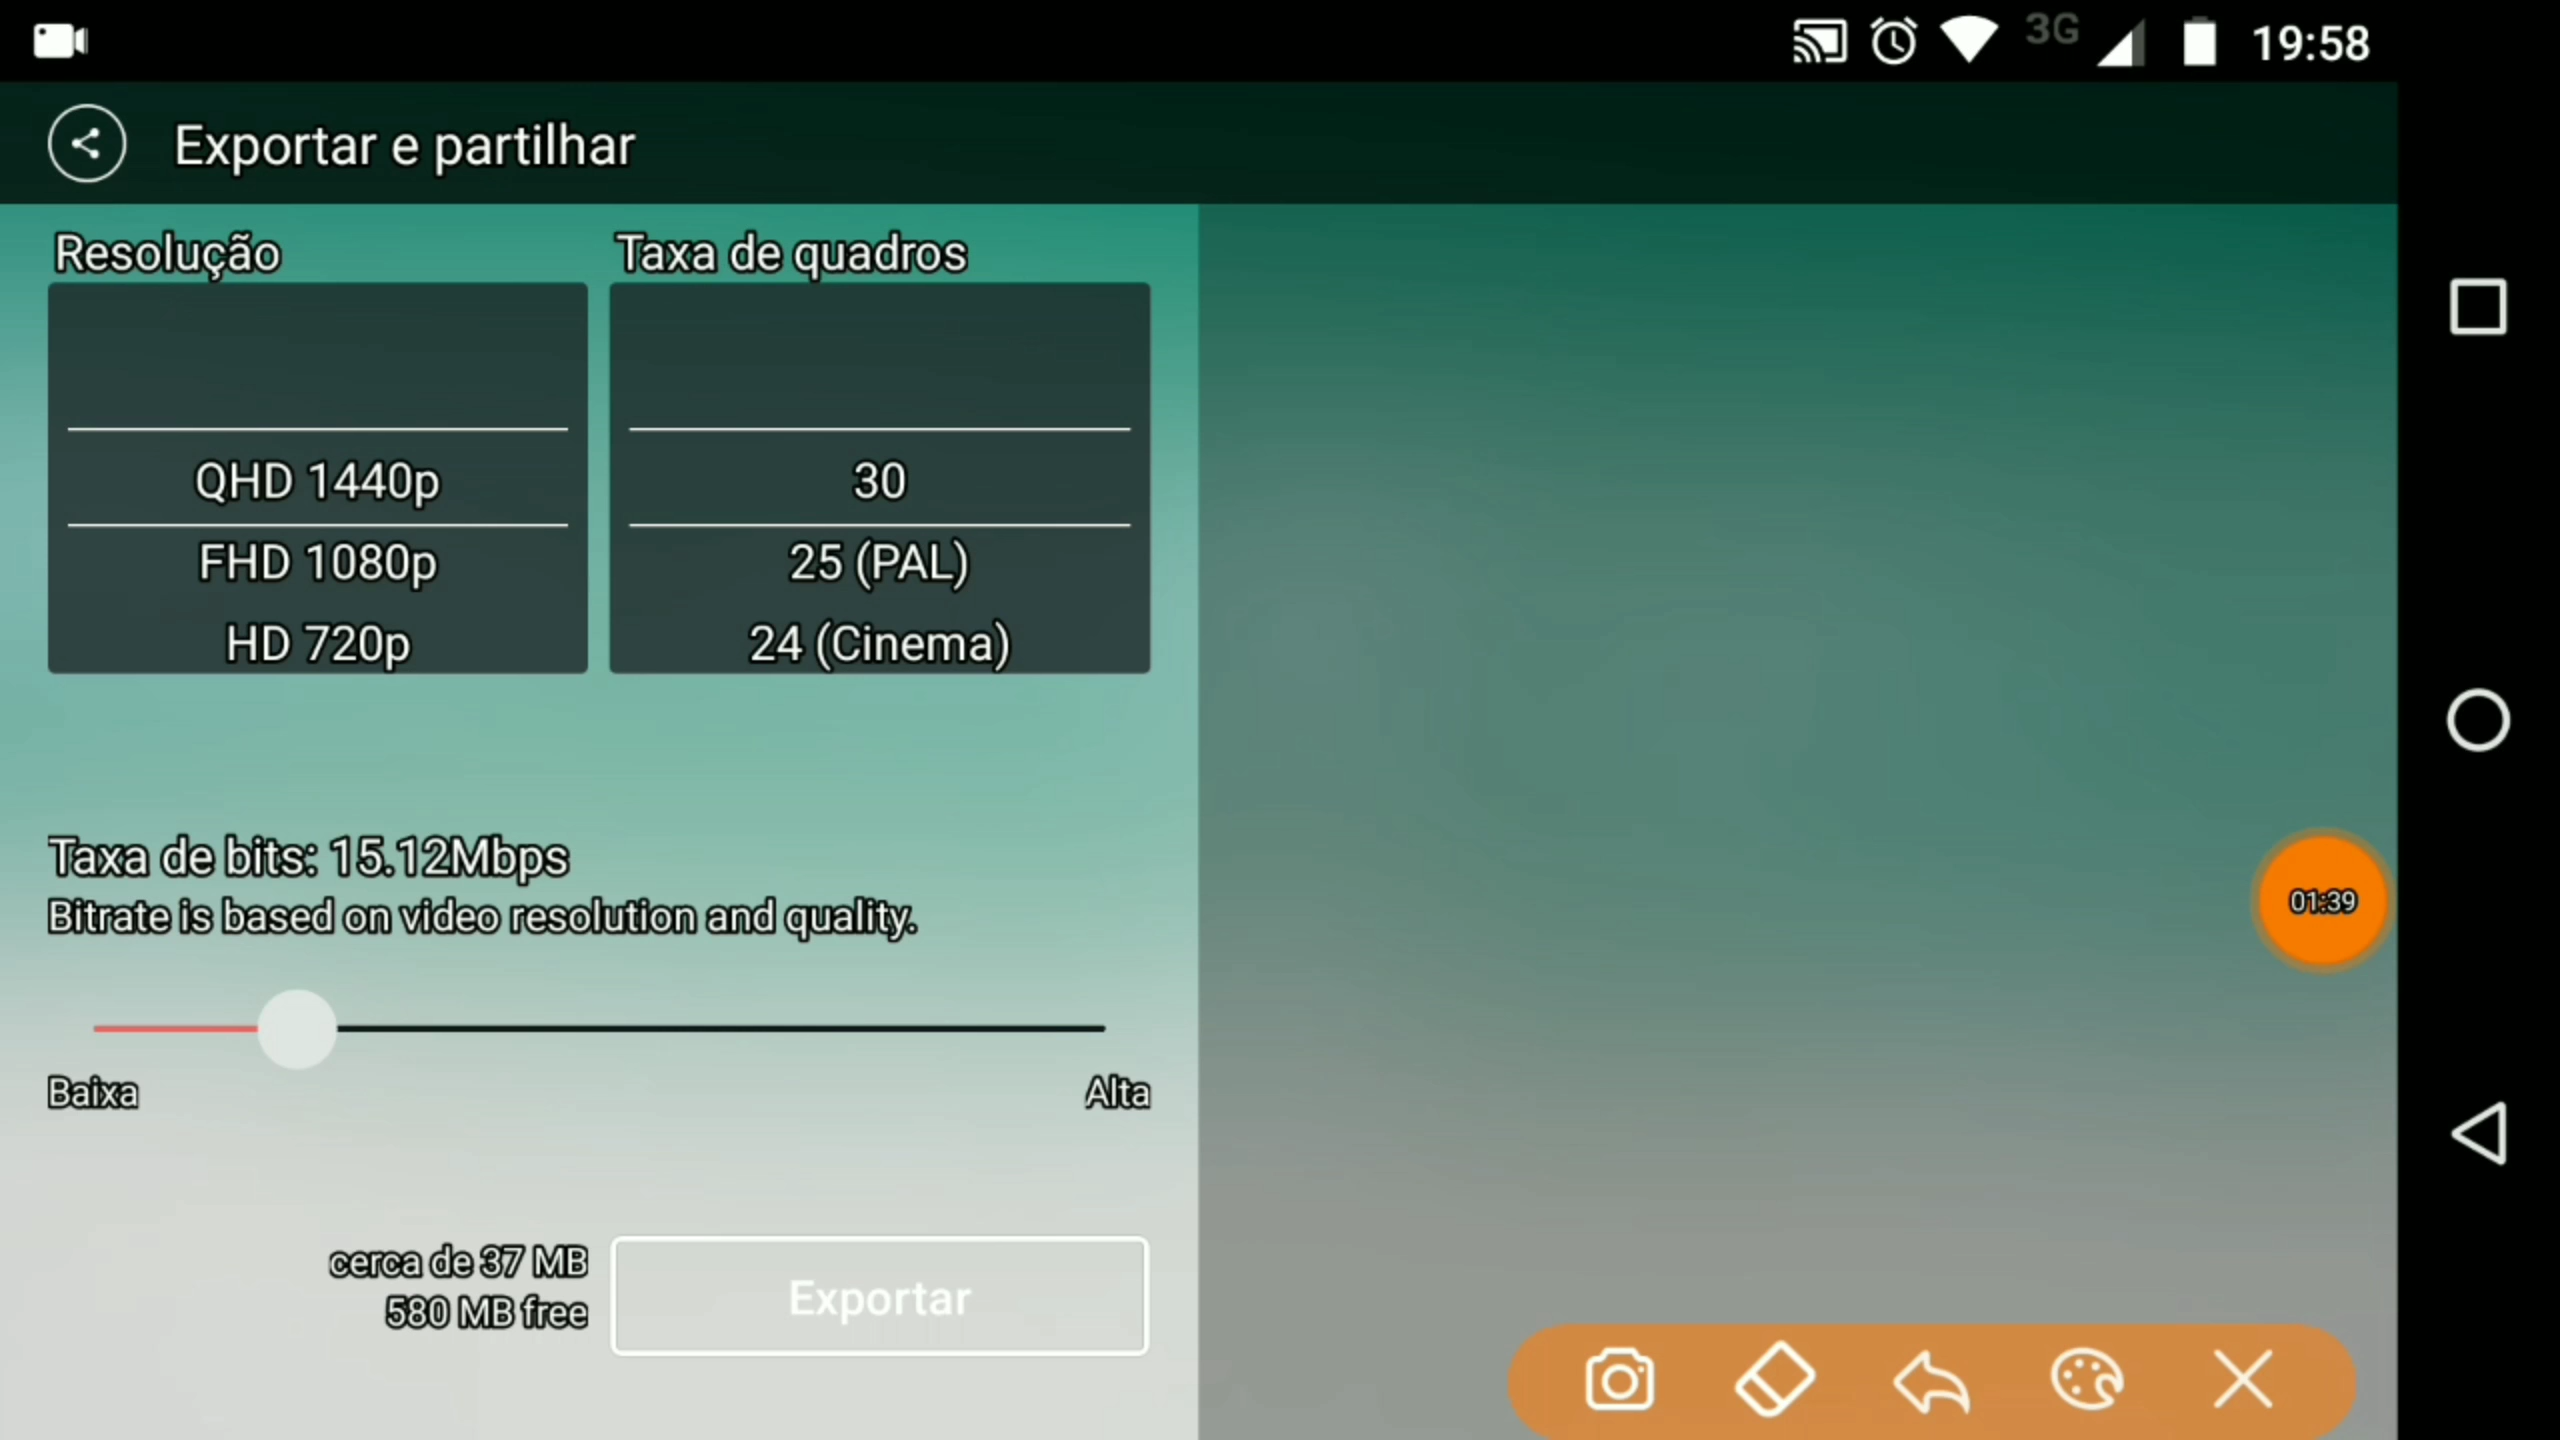 3G 19:58
Exportar e partilhar
Resolução
Taxa de quadros
QHD 1440p
30
FHD 1080p
25 (PAL)
HD 720p
24 (Cinema)
Taxa de bits: 15.12Mbps
Bitrate is based on video resolution and quality.
01:39
Baixa
Alta
cerca de 37 MB
580 MB free
Exportar